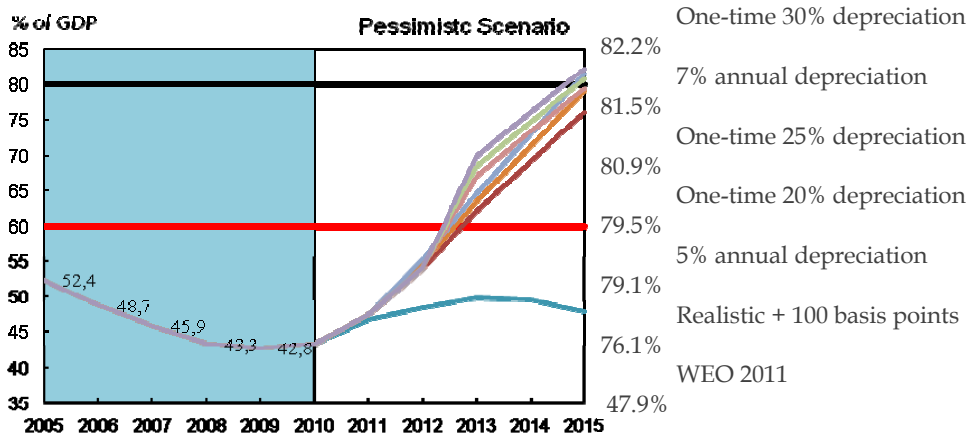 % of GDP
Pessimistc Scenario
85
80
75
70
65
60
55
50
45
40
35
52,4
48,7
45,9
43,3
42,8
2005 2006 2007 2008 2009 2010 2011 2012 2013 2014 2015
One-time 30% depreciation
82.2%
7% annual depreciation
81.5%
One-time 25% depreciation
80.9%
One-time 20% depreciation
79.5%
5% annual depreciation
79.1%
Realistic + 100 basis points
76.1%
WEO 2011
47.9%